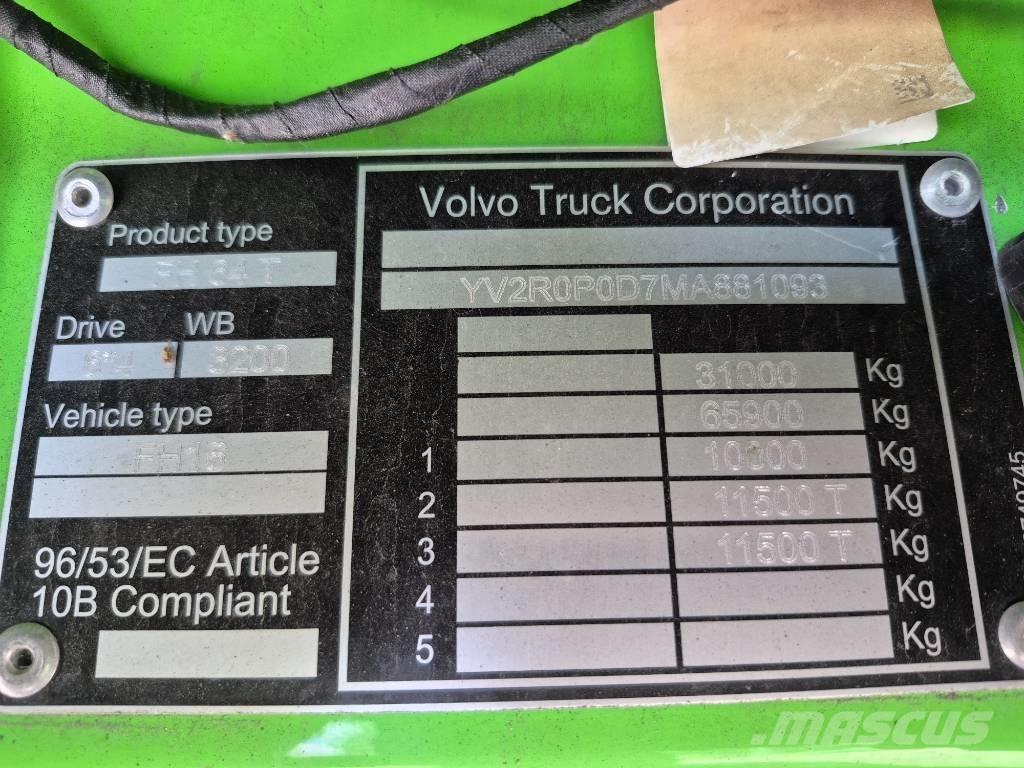 Volvo Truck Corporation
Product type
FH 64 T
YV2R0P0D7MA881093
Drive WB
6*4 3200
31000 Kg
65900 Kg
Vehicle type
FH16
1 10000 Kg
2 11500 T Kg
3 11500 T Kg
4 Kg
5 Kg
96/53/EC Article
10B Compliant
mascus